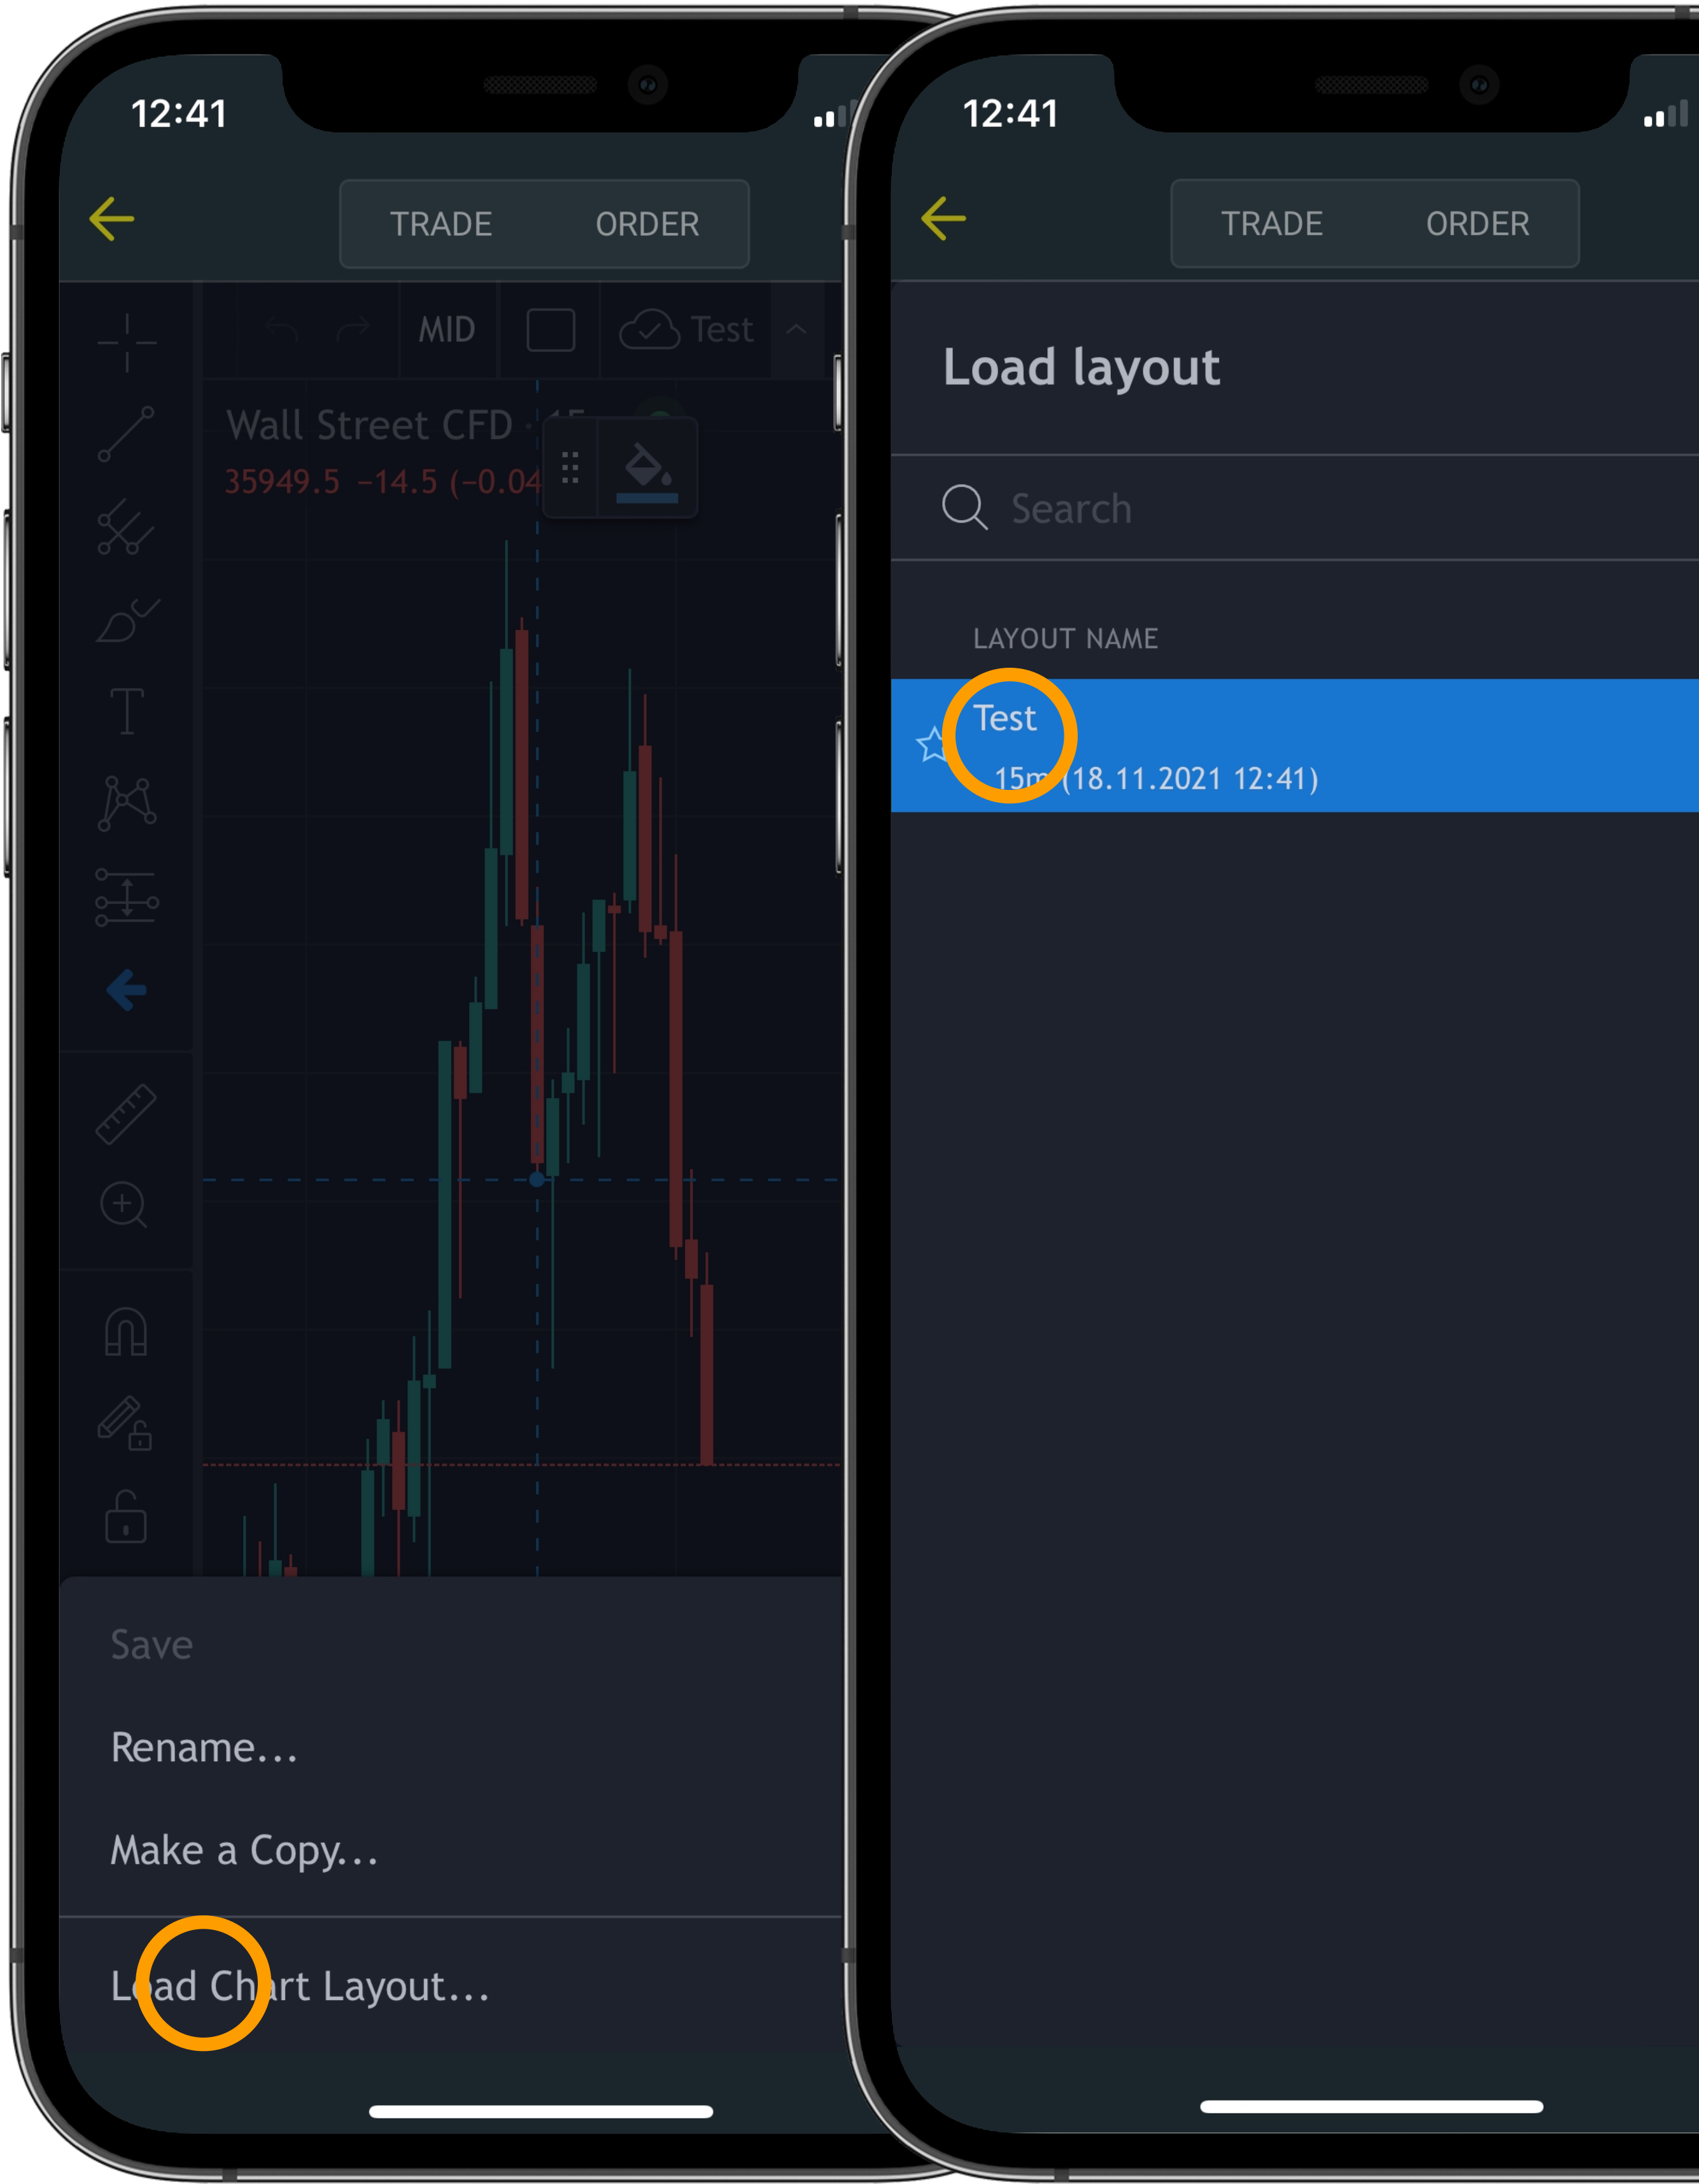 12:41
TRADE ORDER
MID Test
Wall Street CFD ·
35949.5 −14.5 (−0.04
Save
Rename...
Make a Copy...
Load Chart Layout...
12:41
TRADE ORDER
Load layout
Search
LAYOUT NAME
Test
15m (18.11.2021 12:41)